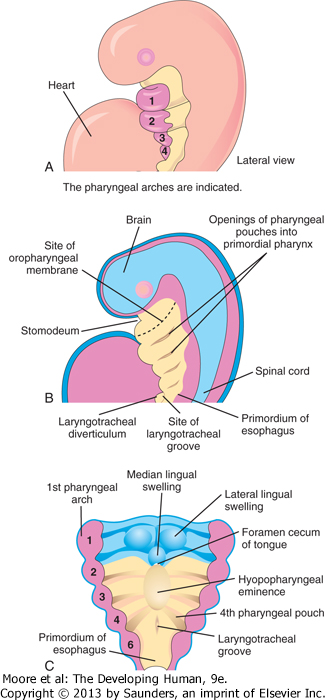 Heart
1
2
3
4
A
Lateral view
The pharyngeal arches are indicated.
Brain
Openings of pharyngeal
pouches into
primordial pharynx
Site of
oropharyngeal
membrane
Stomodeum
Spinal cord
B
Laryngotracheal
diverticulum
Site of
laryngotracheal
groove
Primordium of
esophagus
Median lingual
swelling
1st pharyngeal
arch
Lateral lingual
swelling
1
Foramen cecum
of tongue
2
Hyopopharyngeal
eminence
3
4
4th pharyngeal pouch
6
Laryngotracheal
groove
Primordium of
esophagus
C
Moore et al: The Developing Human, 9e.
Copyright © 2013 by Saunders, an imprint of Elsevier Inc.